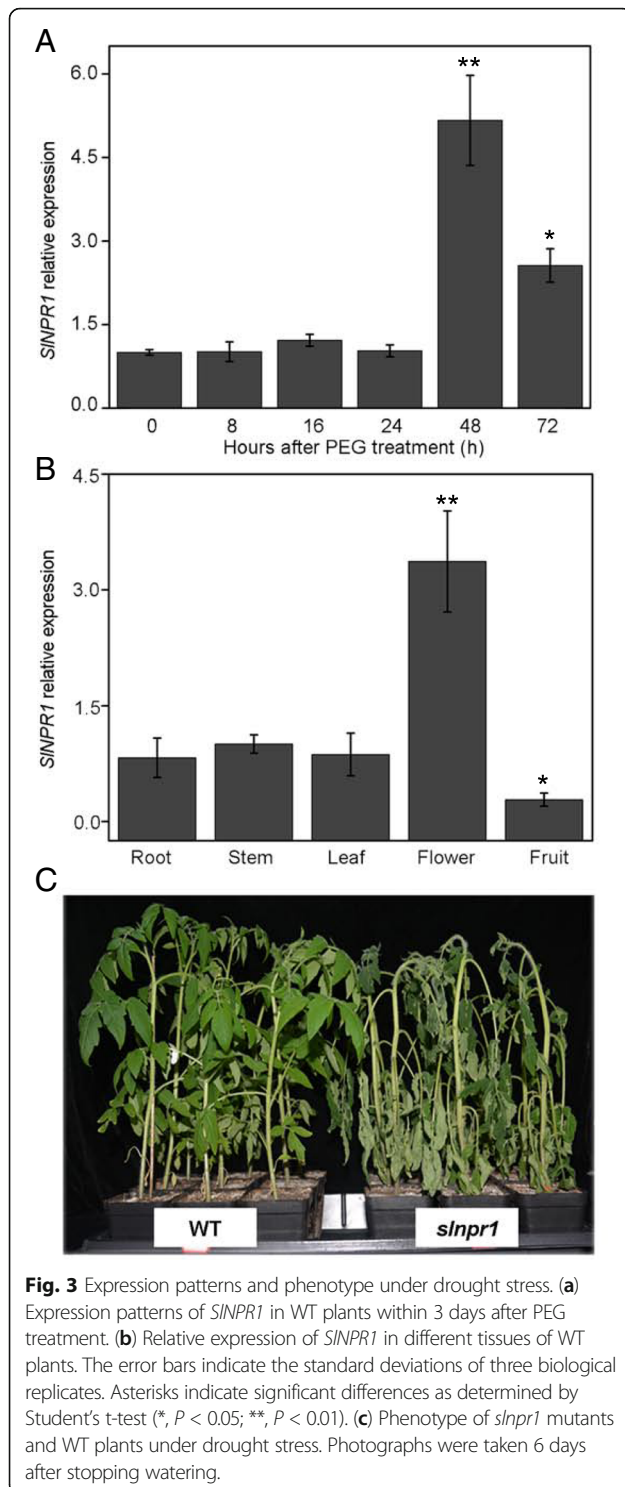 A
SlNPR1 relative expression
6.0
4.5
3.0
1.5
0.0
**
*
0 8 16 24 48 72
Hours after PEG treatment (h)
B
SlNPR1 relative expression
4.5
3.0
1.5
0.0
**
*
Root Stem Leaf Flower Fruit
C
WT slnpr1
Fig. 3 Expression patterns and phenotype under drought stress. (a)
Expression patterns of SlNPR1 in WT plants within 3 days after PEG
treatment. (b) Relative expression of SlNPR1 in different tissues of WT
plants. The error bars indicate the standard deviations of three biological
replicates. Asterisks indicate significant differences as determined by
Student's t-test (*, P < 0.05; **, P < 0.01). (c) Phenotype of slnpr1 mutants
and WT plants under drought stress. Photographs were taken 6 days
after stopping watering.